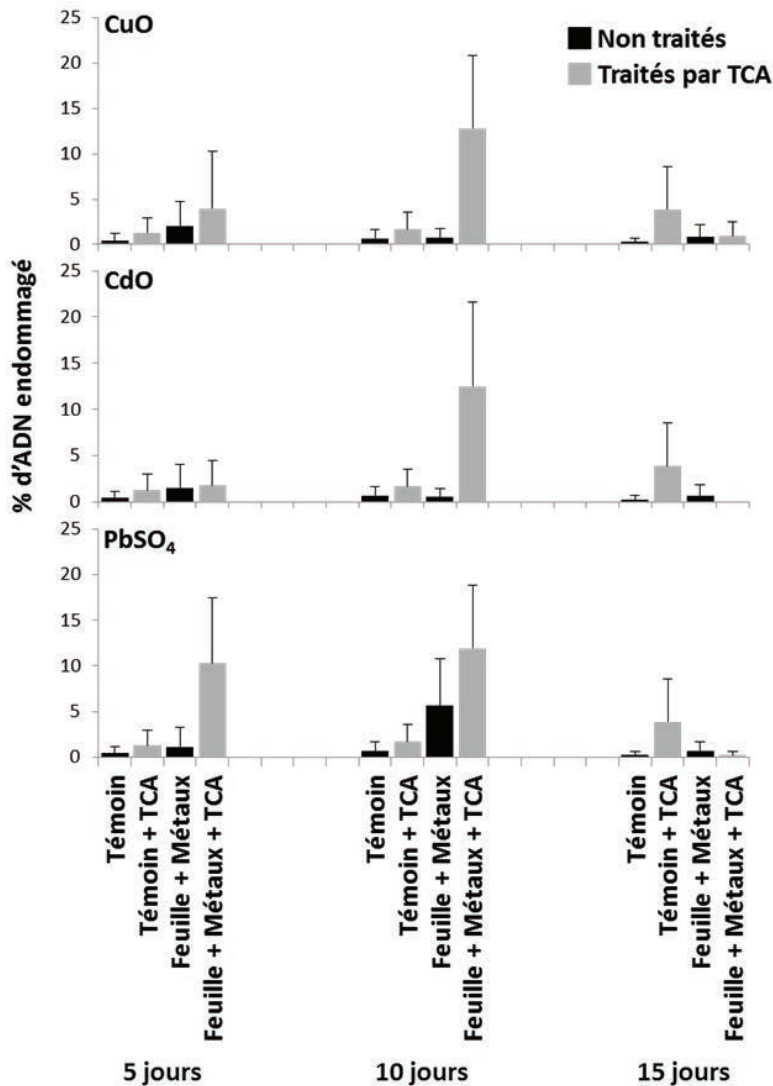 % d'ADN endommagé
CuO
25
20
15
10
5
0
Non traités
Traités par TCA
CdO
25
20
15
10
5
0
PbSO₄
25
20
15
10
5
0
Témoin
Témoin + TCA
Feuille + Métaux
Feuille + Métaux + TCA
Témoin
Témoin + TCA
Feuille + Métaux
Feuille + Métaux + TCA
Témoin
Témoin + TCA
Feuille + Métaux
Feuille + Métaux + TCA
5 jours
10 jours
15 jours